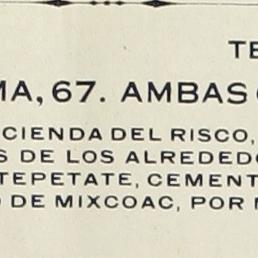 TE
MA, 67. AMBAS
CIENDA DEL RISCO,
S DE LOS ALREDEDO
TEPETATE, CEMENT
DE MIXCOAC, POR